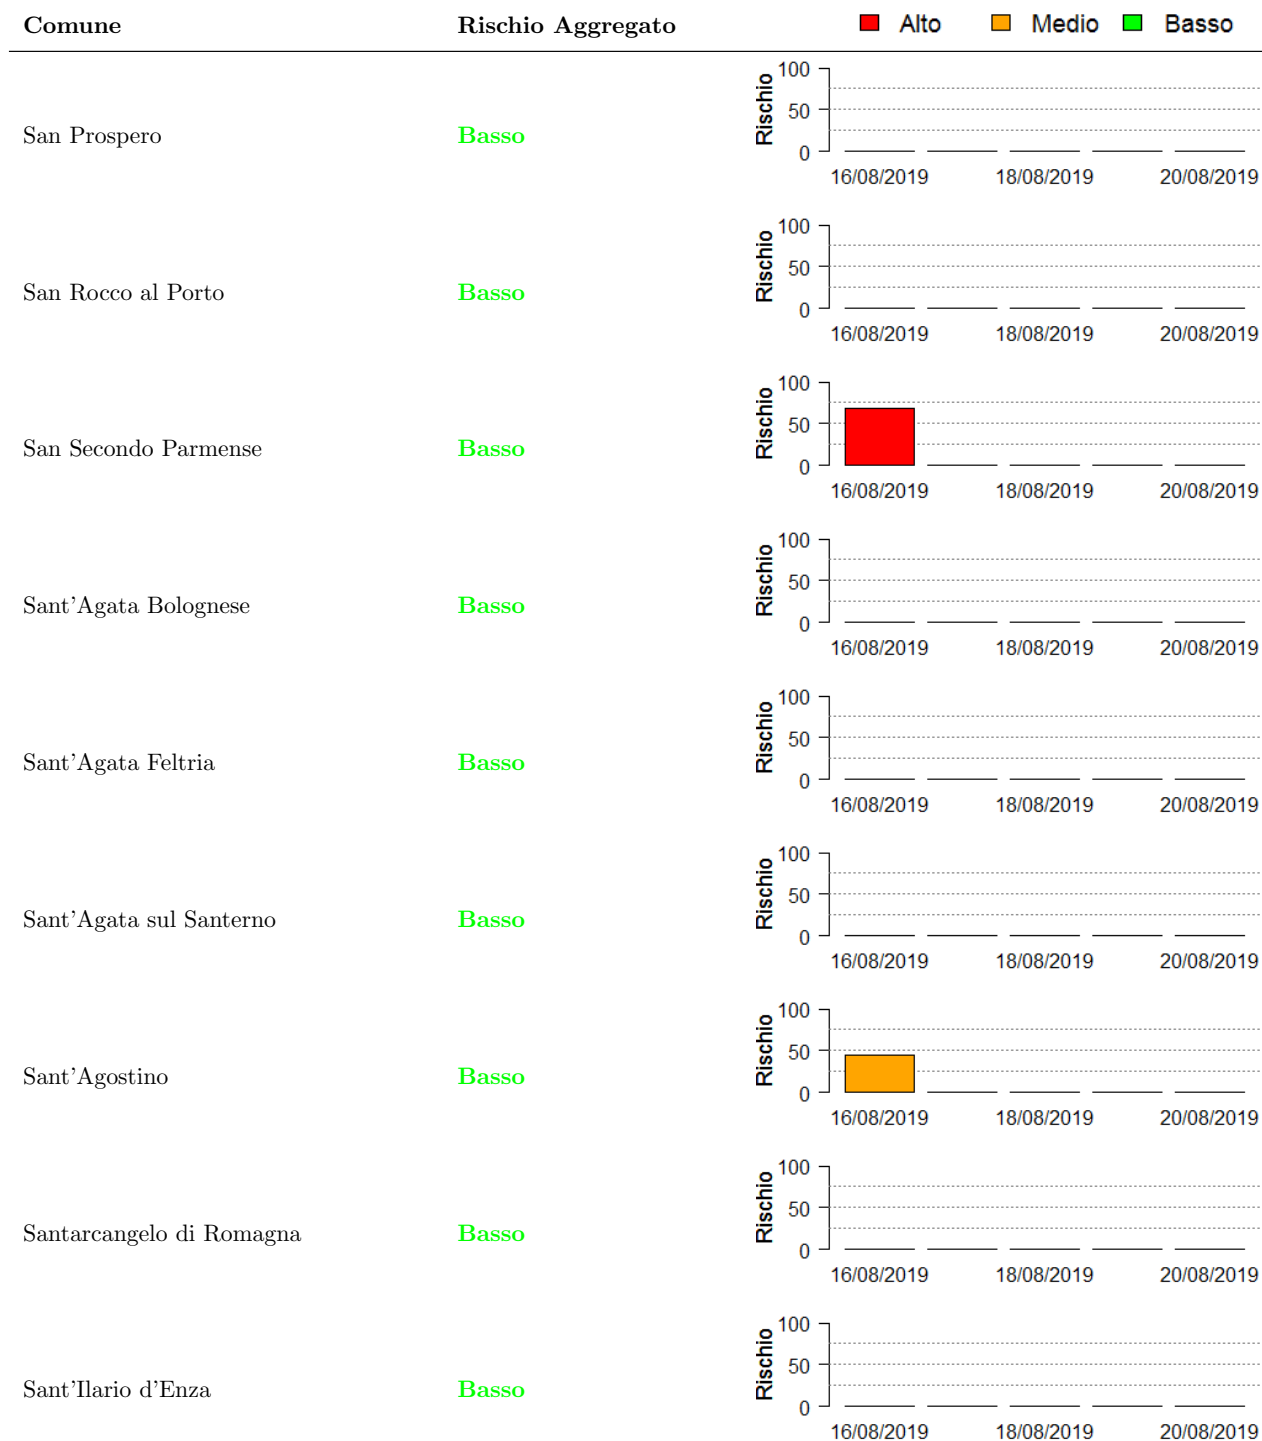 Comune Rischio Aggregato Alto Medio Basso
San Prospero Basso
Rischio
100
50
0
16/08/2019 18/08/2019 20/08/2019
San Rocco al Porto Basso
Rischio
100
50
0
16/08/2019 18/08/2019 20/08/2019
San Secondo Parmense Basso
Rischio
100
50
0
16/08/2019 18/08/2019 20/08/2019
Sant'Agata Bolognese Basso
Rischio
100
50
0
16/08/2019 18/08/2019 20/08/2019
Sant'Agata Feltria Basso
Rischio
100
50
0
16/08/2019 18/08/2019 20/08/2019
Sant'Agata sul Santerno Basso
Rischio
100
50
0
16/08/2019 18/08/2019 20/08/2019
Sant'Agostino Basso
Rischio
100
50
0
16/08/2019 18/08/2019 20/08/2019
Santarcangelo di Romagna Basso
Rischio
100
50
0
16/08/2019 18/08/2019 20/08/2019
Sant'Ilario d'Enza Basso
Rischio
100
50
0
16/08/2019 18/08/2019 20/08/2019